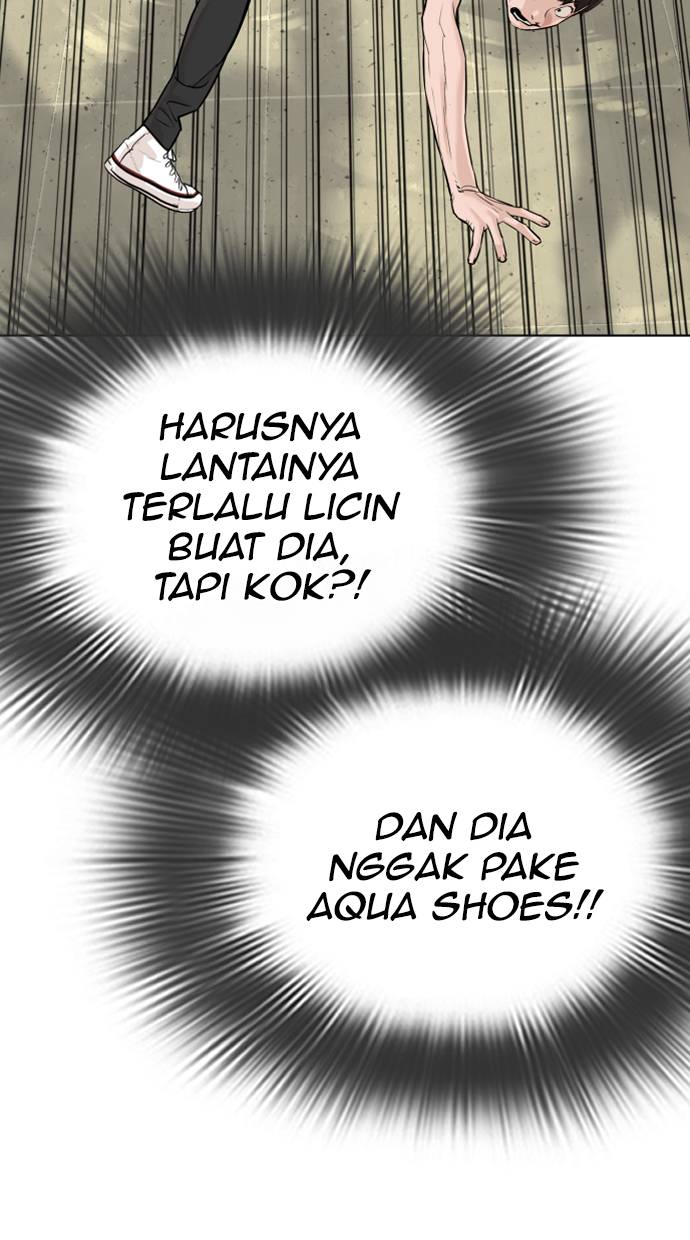 HARUSNYA
LANTAINYA
TERLALU LICIN
BUAT DIA,
TAPI KOK?!
DAN DIA
NGGAK PAKE
AQUA SHOES!!